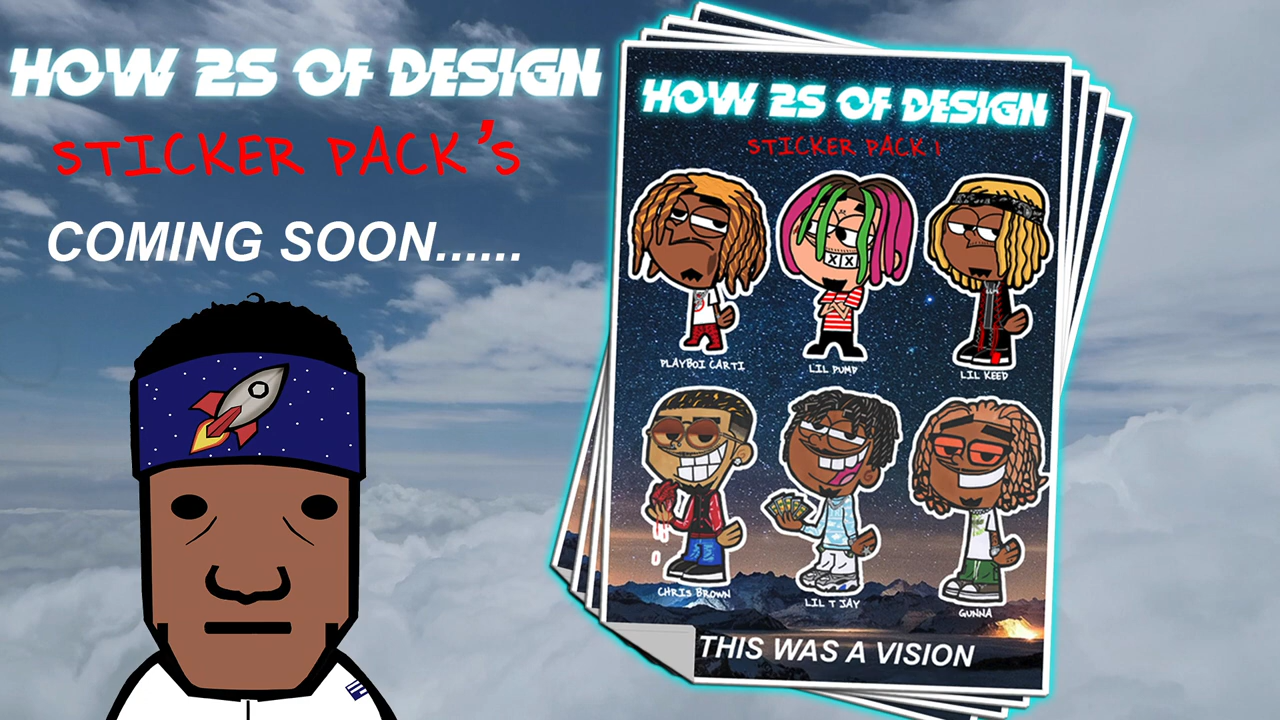 HOW 2S OF DESIGN
STICKER PACK'S
COMING SOON......
HOW 2S OF DESIGN
STICKER PACK 1
PLAYBOI CARTI
LIL PUMP
LIL KEED
CHRIS BROWN
LIL T JAY
GUNNA
THIS WAS A VISION